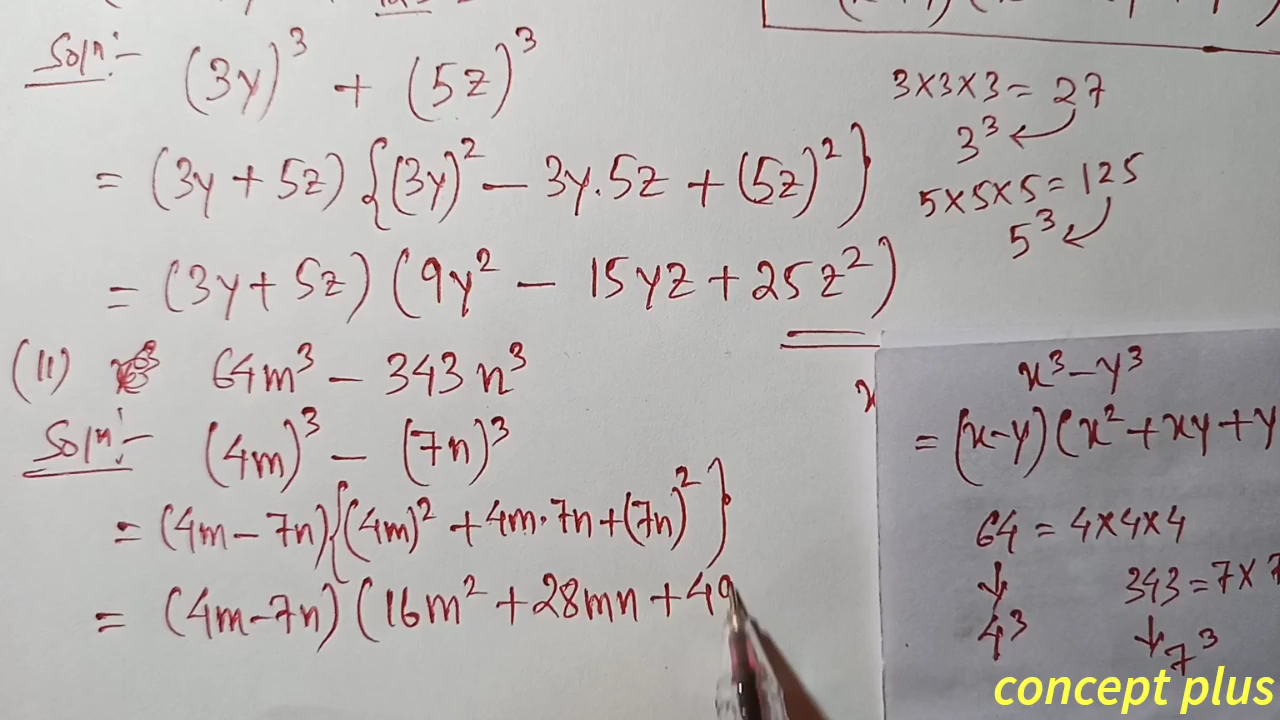 Solⁿ:- (3y)³ + (5z)³
= (3y + 5z) {(3y)² - 3y.5z + (5z)²}
= (3y + 5z) (9y² - 15yz + 25z²)
3×3×3 = 27
3³
5×5×5 = 125
5³
(11) 64m³ - 343n³
Solⁿ:- (4m)³ - (7n)³
= (4m - 7n) {(4m)² + 4m.7n + (7n)²}
= (4m - 7n) (16m² + 28mn + 49
x
x³ - y³
= (x-y) (x² + xy + y
64 = 4×4×4
4³
343 = 7×7
7³
concept plus